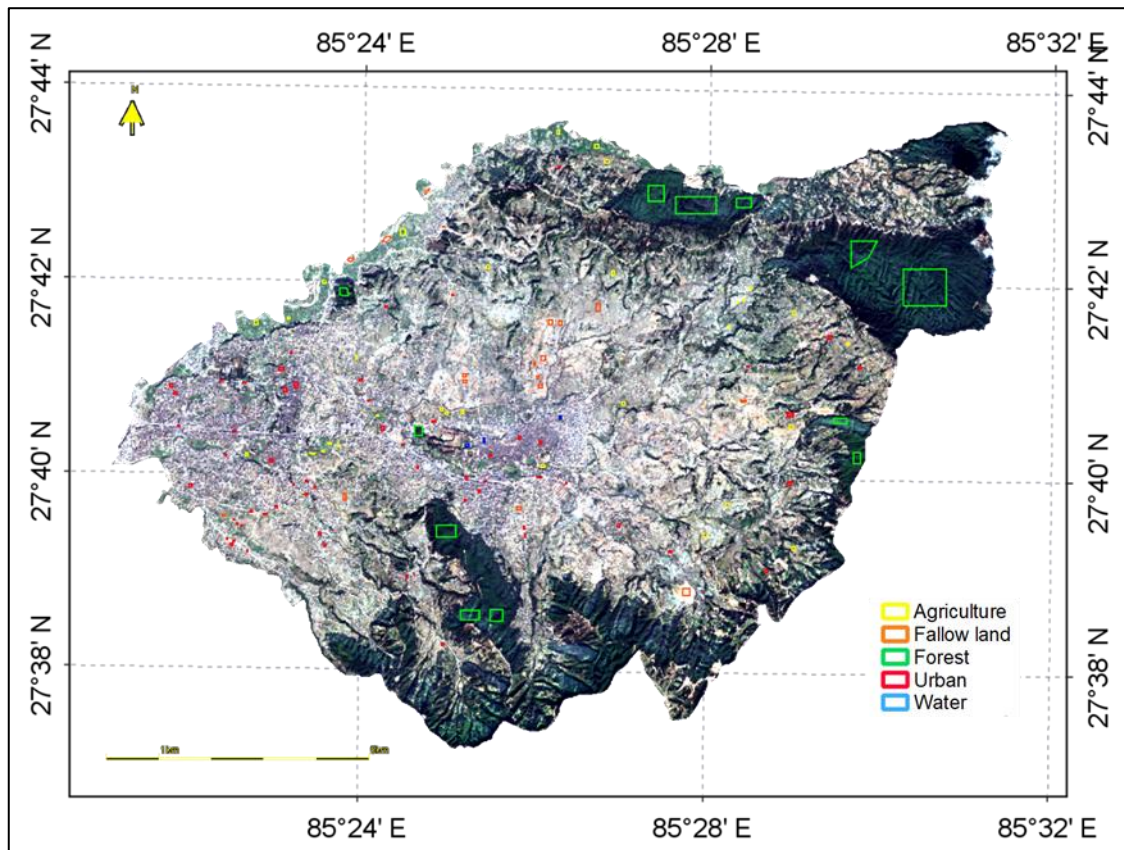 85°24' E 85°28' E 85°32' E
27°44' N 27°44' N
N
27°42' N 27°42' N
27°40' N 27°40' N
Agriculture
Fallow land
Forest
Urban
Water
27°38' N 27°38' N
85°24' E 85°28' E 85°32' E